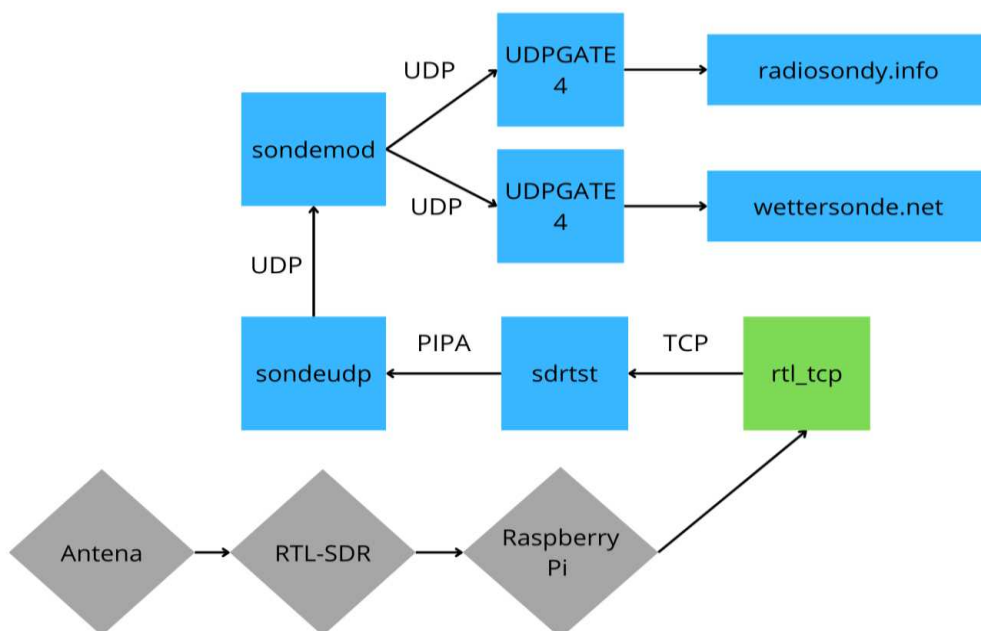 UDP
UDPGATE
4
radiosondy.info
sondemod
UDP
UDPGATE
4
wettersonde.net
UDP
sondeudp
PIPA
sdrtst
TCP
rtl_tcp
Antena
RTL-SDR
Raspberry
Pi